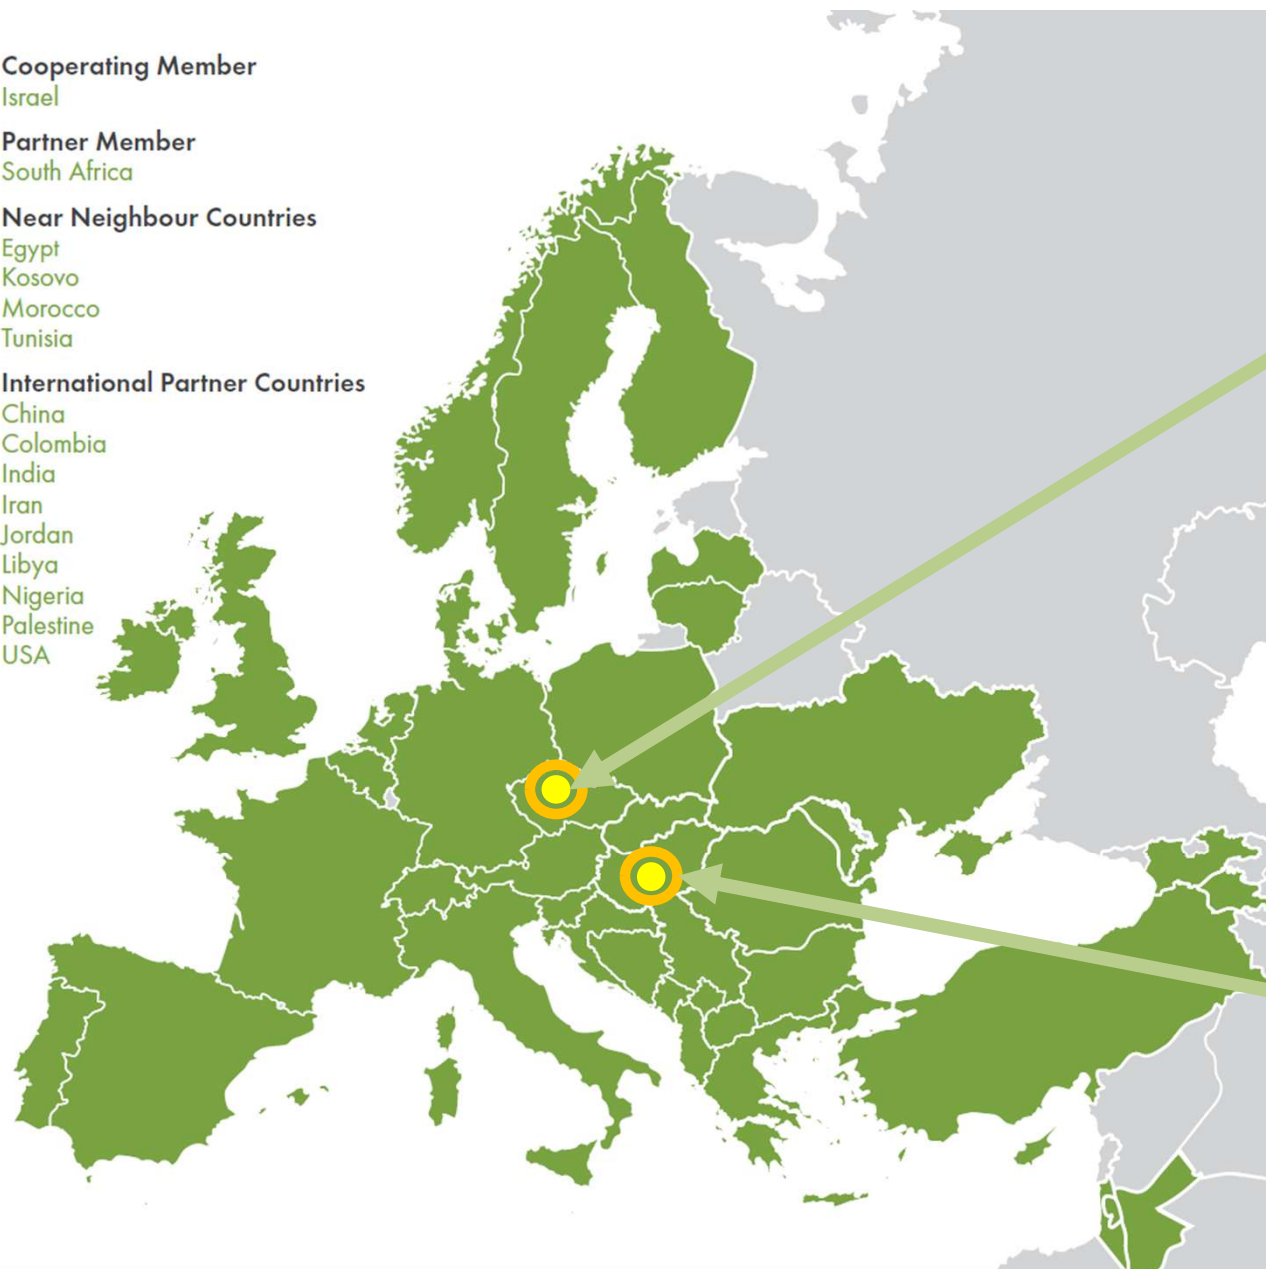 Cooperating Member
Israel
Partner Member
South Africa
Near Neighbour Countries
Egypt
Kosovo
Morocco
Tunisia
International Partner Countries
China
Colombia
India
Iran
Jordan
Libya
Nigeria
Palestine
USA